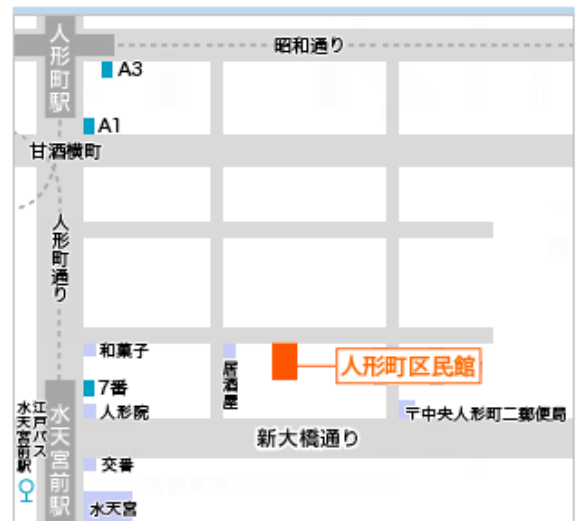 人形町駅
昭和通り
A3
A1
甘酒横町
人形町通り
和菓子
居酒屋
人形町区民館
7番
人形院
〒中央人形町二郵便局
江戸バス
水天宮前駅
水天宮前駅
新大橋通り
交番
水天宮